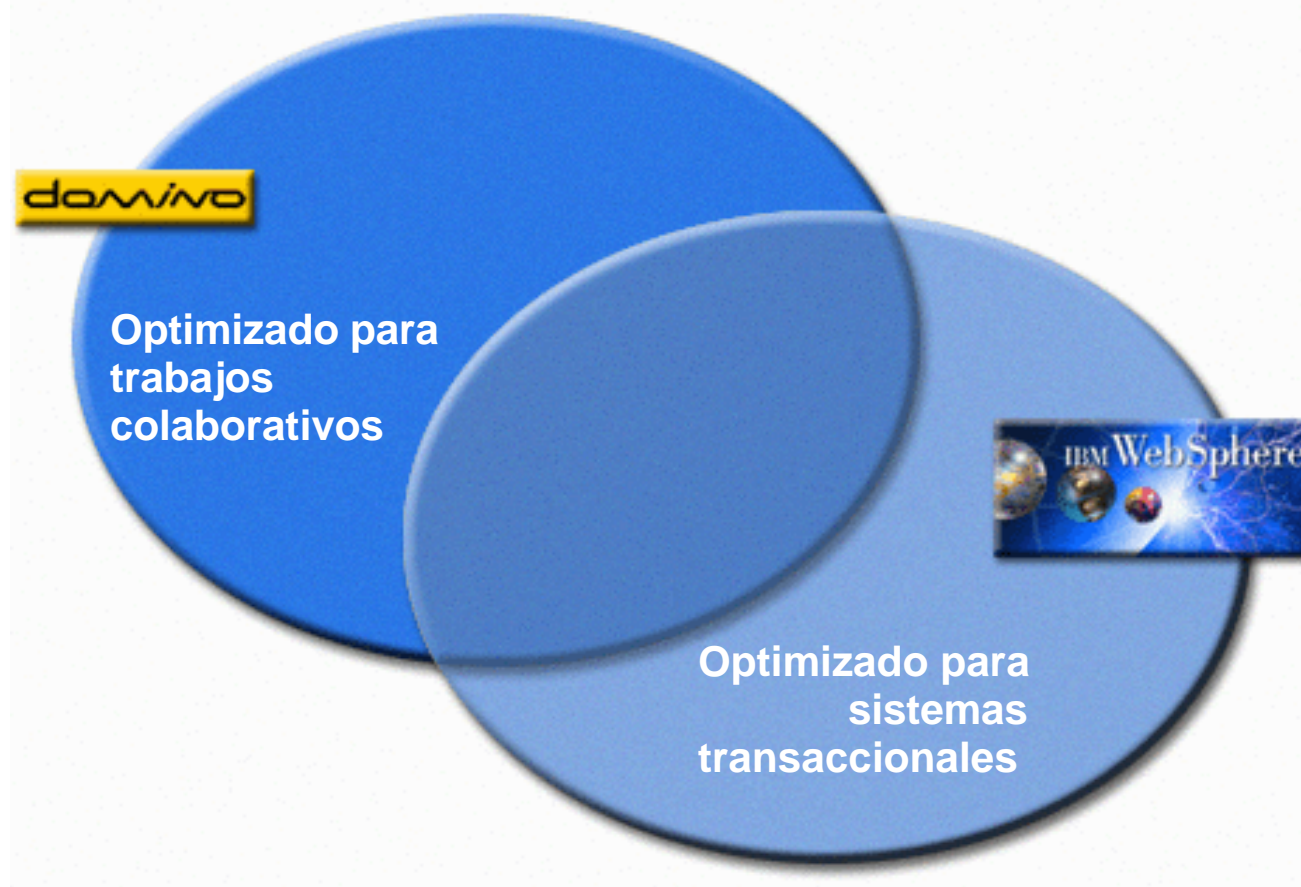 domino
Optimizado para
trabajos
colaborativos
IBM WebSphere
Optimizado para
sistemas
transaccionales